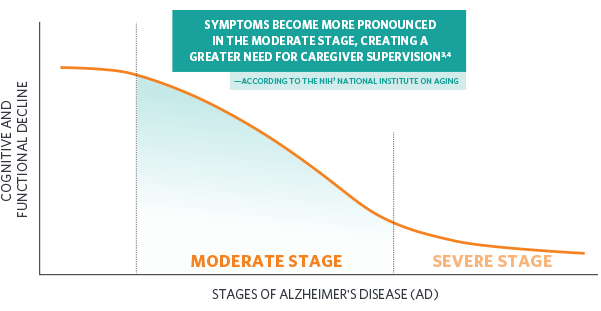 SYMPTOMS BECOME MORE PRONOUNCED
IN THE MODERATE STAGE, CREATING A
GREATER NEED FOR CAREGIVER SUPERVISION³,⁴
—ACCORDING TO THE NIH† NATIONAL INSTITUTE ON AGING
COGNITIVE AND
FUNCTIONAL DECLINE
MODERATE STAGE
SEVERE STAGE
STAGES OF ALZHEIMER'S DISEASE (AD)